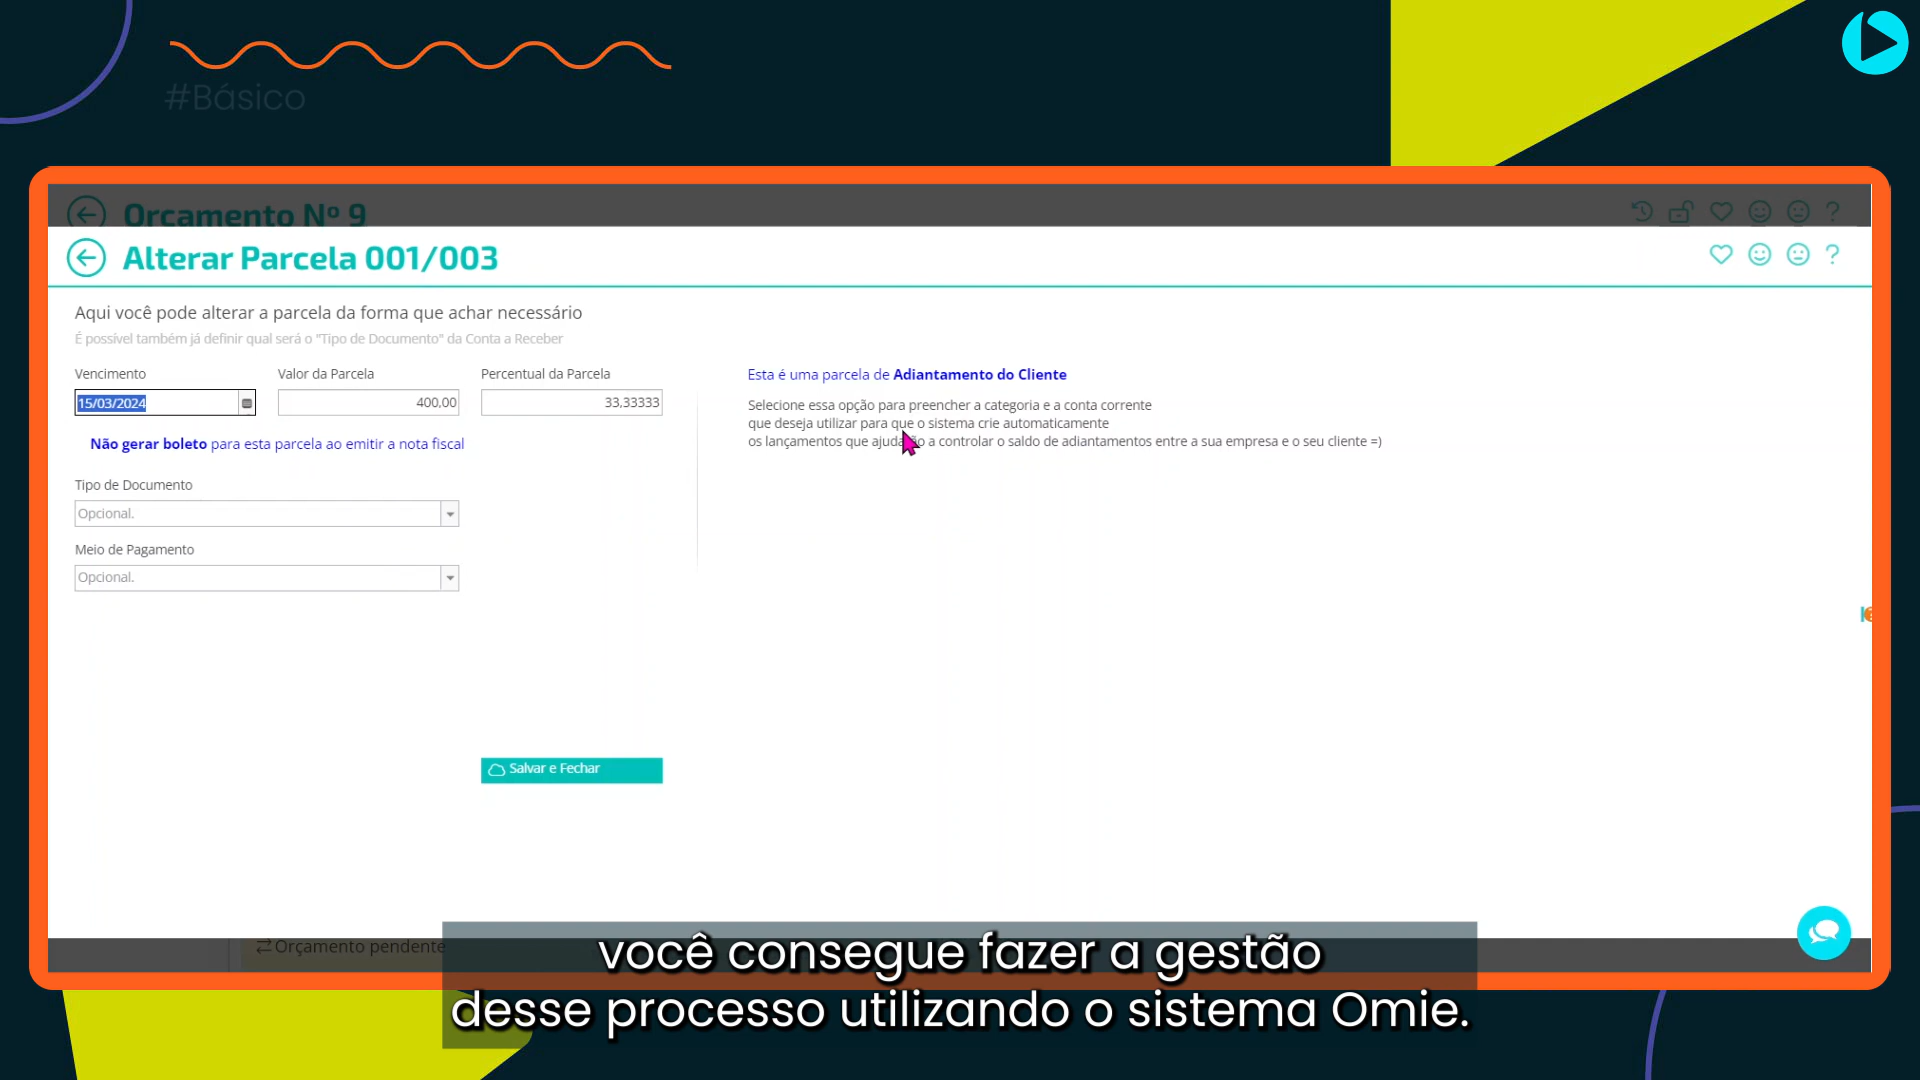 #Básico
Orçamento Nº 9
Alterar Parcela 001/003
Aqui você pode alterar a parcela da forma que achar necessário
É possível também já definir qual será o "Tipo de Documento" da Conta a Receber
Vencimento
Valor da Parcela
Percentual da Parcela
15/03/2024
400,00
33,33333
Não gerar boleto para esta parcela ao emitir a nota fiscal
Tipo de Documento
Opcional.
Meio de Pagamento
Opcional.
Esta é uma parcela de Adiantamento do Cliente
Selecione essa opção para preencher a categoria e a conta corrente
que deseja utilizar para que o sistema crie automaticamente
os lançamentos que ajudarão a controlar o saldo de adiantamentos entre a sua empresa e o seu cliente =)
Salvar e Fechar
Orçamento pendente
você consegue fazer a gestão
desse processo utilizando o sistema Omie.